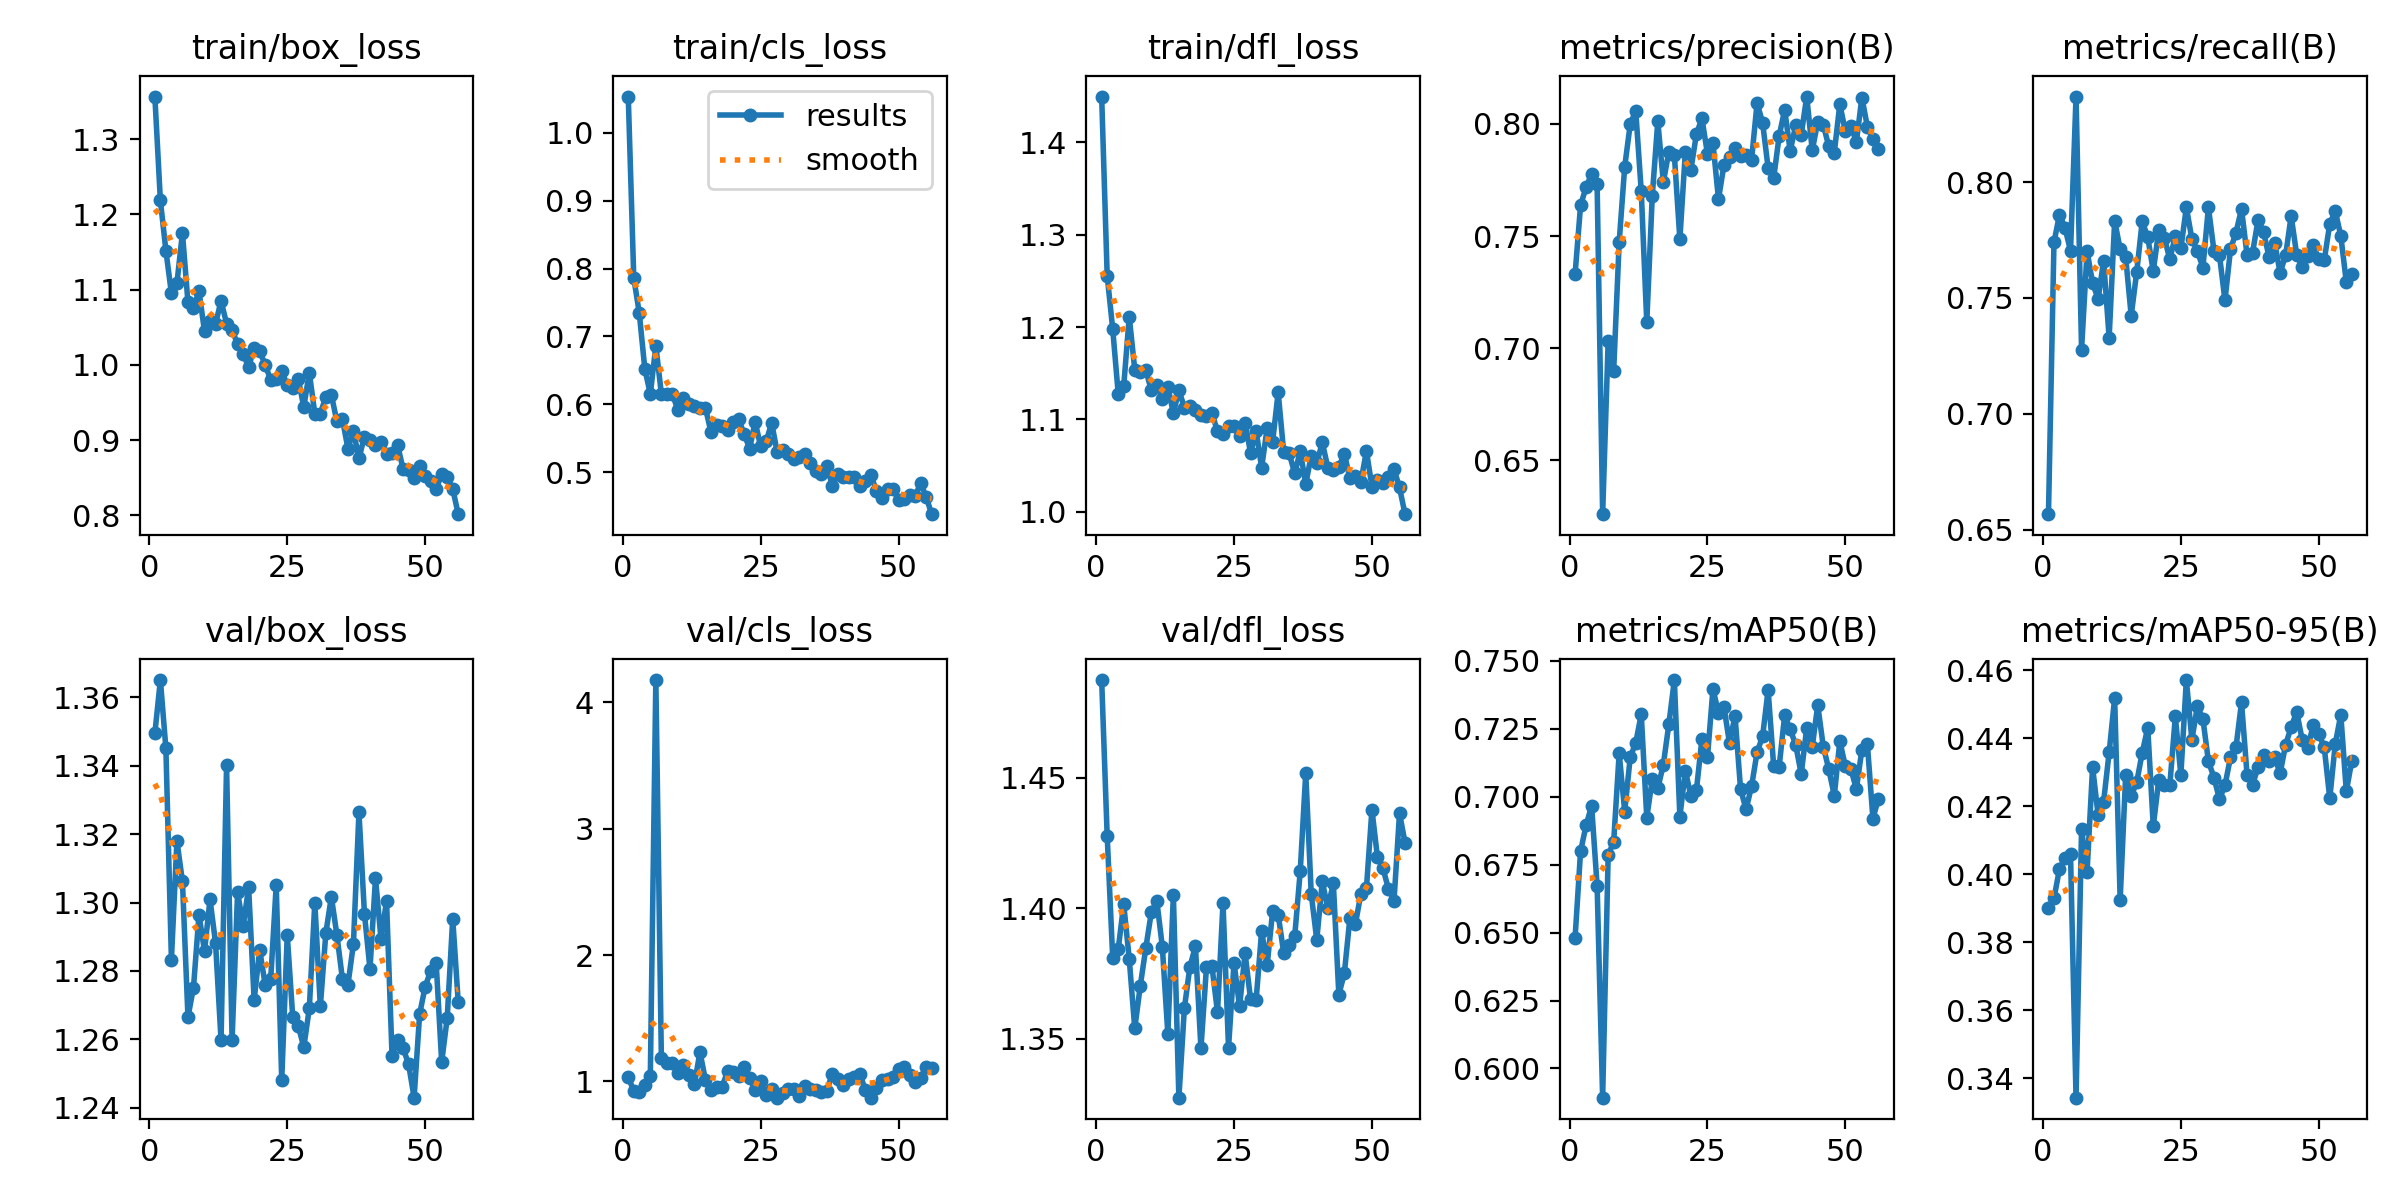 train/box_loss
1.3
1.2
1.1
1.0
0.9
0.8
0 25 50
train/cls_loss
results
smooth
1.0
0.9
0.8
0.7
0.6
0.5
0 25 50
train/dfl_loss
1.4
1.3
1.2
1.1
1.0
0 25 50
metrics/precision(B)
0.80
0.75
0.70
0.65
0 25 50
metrics/recall(B)
0.80
0.75
0.70
0.65
0 25 50
val/box_loss
1.36
1.34
1.32
1.30
1.28
1.26
1.24
0 25 50
val/cls_loss
4
3
2
1
0 25 50
val/dfl_loss
1.45
1.40
1.35
0 25 50
metrics/mAP50(B)
0.750
0.725
0.700
0.675
0.650
0.625
0.600
0 25 50
metrics/mAP50-95(B)
0.46
0.44
0.42
0.40
0.38
0.36
0.34
0 25 50